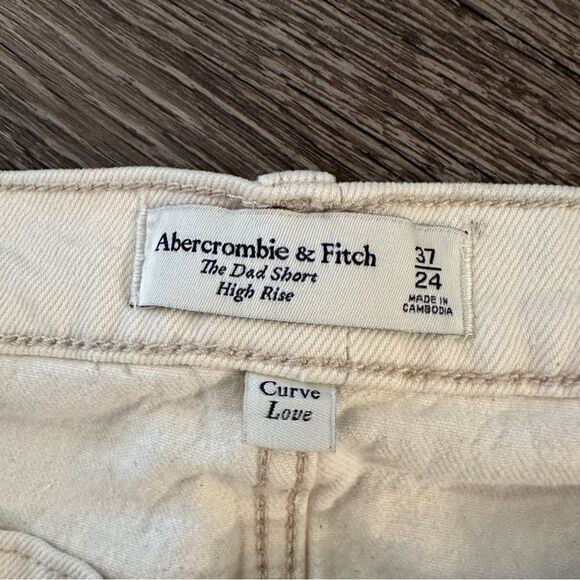 Abercrombie & Fitch
The Dad Short
High Rise
37
24
MADE IN
CAMBODIA
Curve
Love